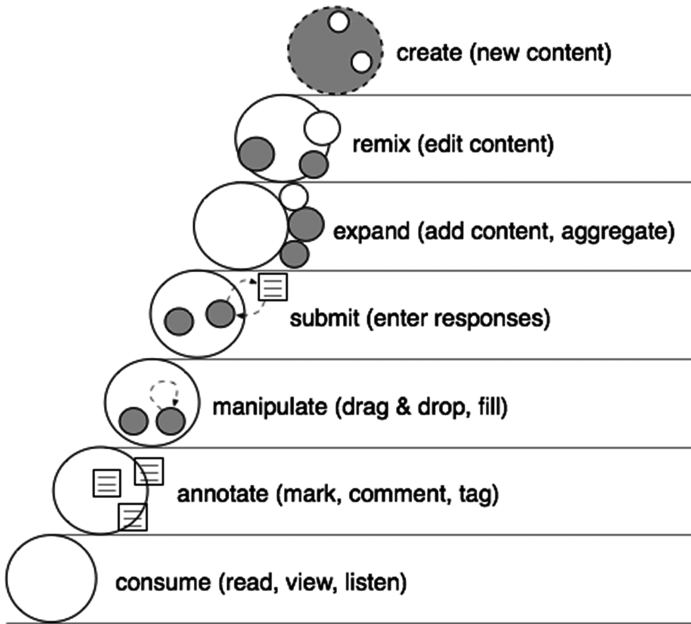 create (new content)
remix (edit content)
expand (add content, aggregate)
submit (enter responses)
manipulate (drag & drop, fill)
annotate (mark, comment, tag)
consume (read, view, listen)